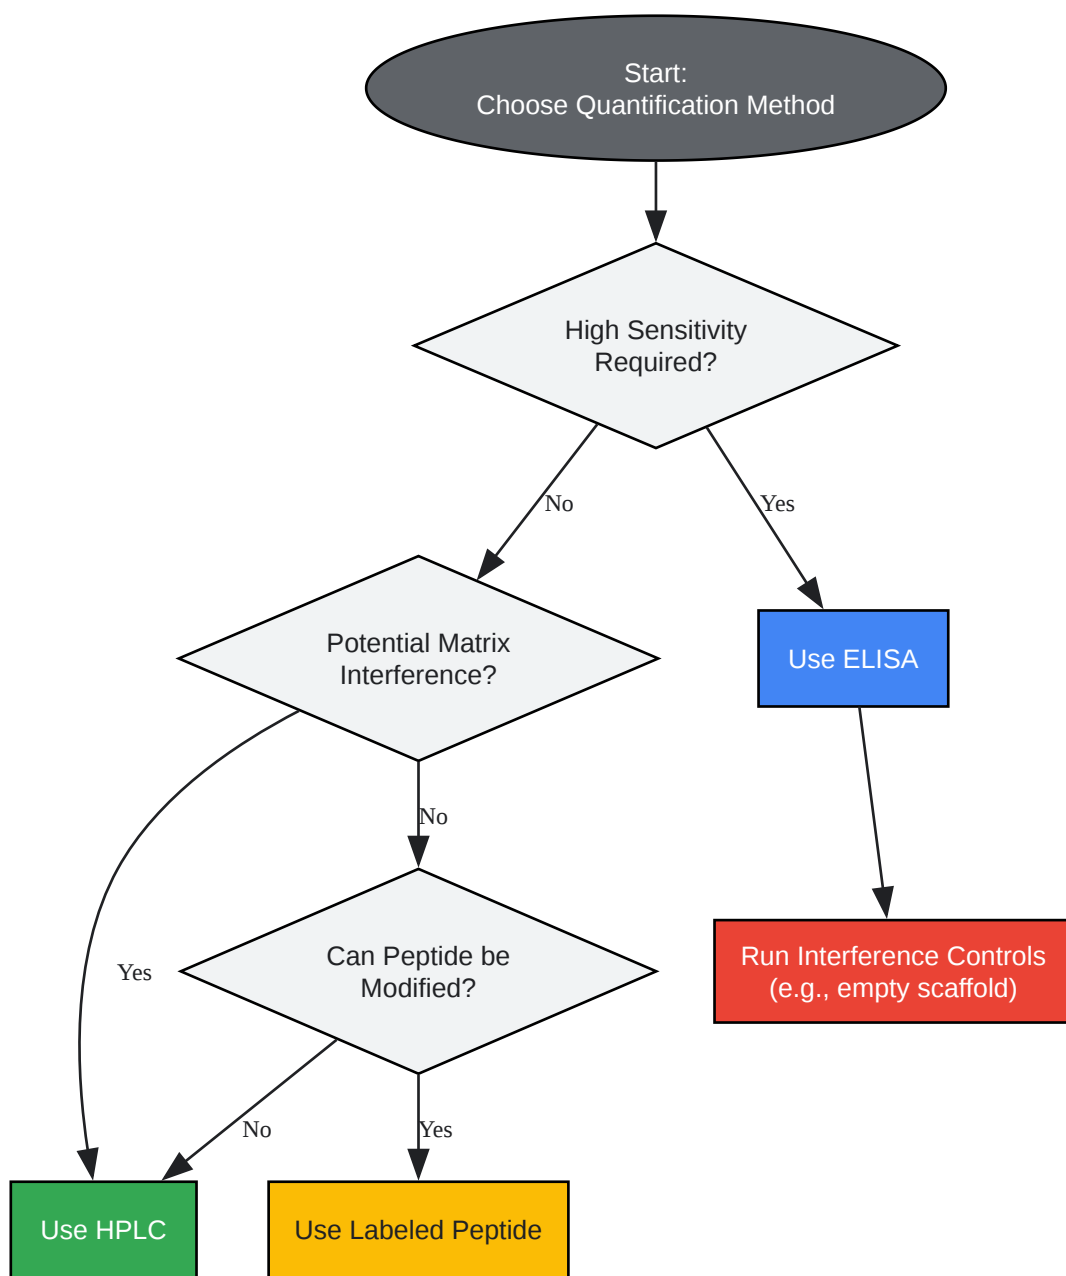 Start:
Choose Quantification Method
High Sensitivity
Required?
No
Yes
Potential Matrix
Interference?
Use ELISA
No
Can Peptide be
Modified?
Run Interference Controls
(e.g., empty scaffold)
Yes
No
Yes
Use HPLC
Use Labeled Peptide